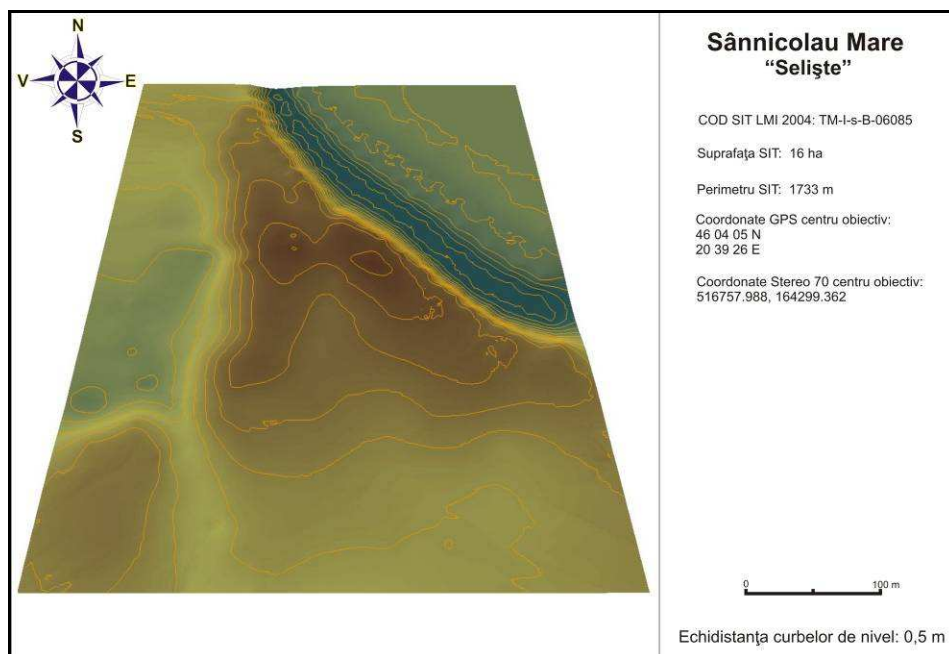 N
V
E
S
Sânnicolau Mare
“Selişte”
COD SIT LMI 2004: TM-I-s-B-06085
Suprafaţa SIT: 16 ha
Perimetru SIT: 1733 m
Coordonate GPS centru obiectiv:
46 04 05 N
20 39 26 E
Coordonate Stereo 70 centru obiectiv:
516757.988, 164299.362
0
100 m
Echidistanţa curbelor de nivel: 0,5 m